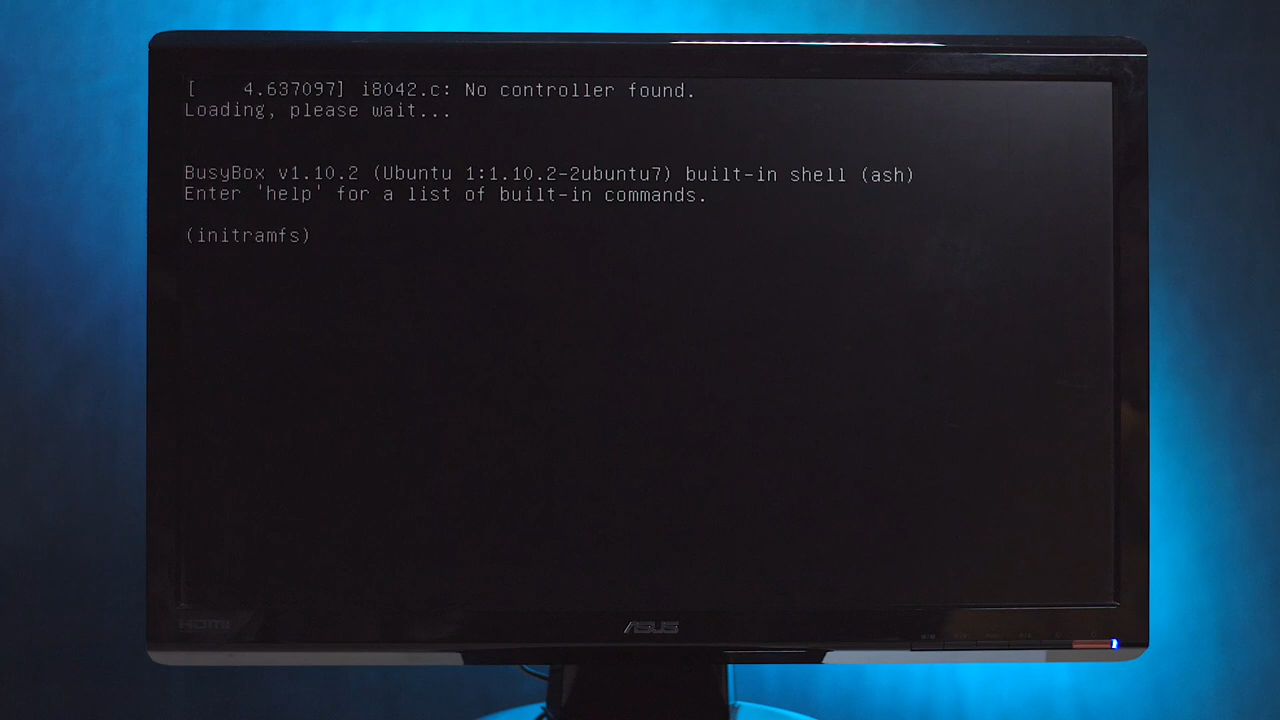 [    4.637097] i8042.c: No controller found.
Loading, please wait...
BusyBox v1.10.2 (Ubuntu 1:1.10.2-2ubuntu7) built-in shell (ash)
Enter 'help' for a list of built-in commands.
(initramfs)
HDMI
ASUS